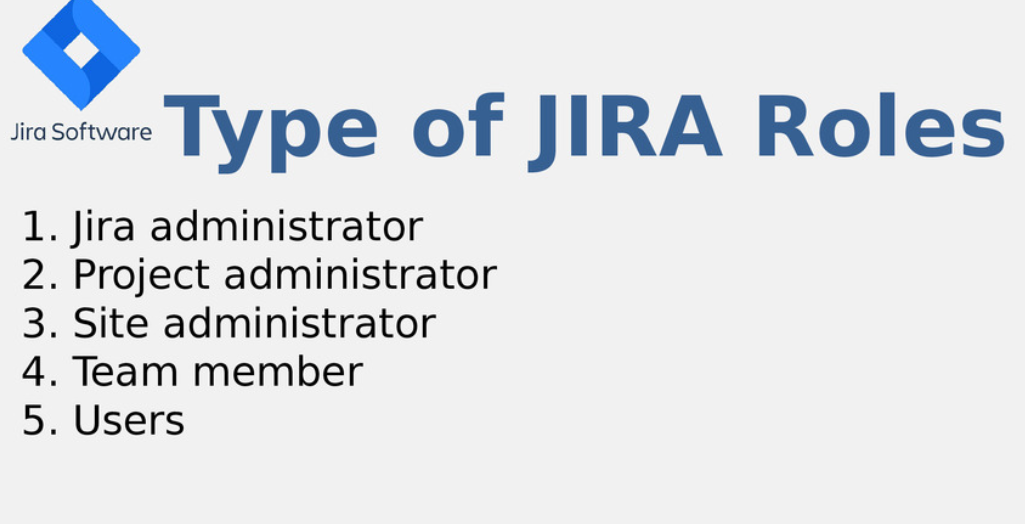 Jira Software
Type of JIRA Roles
1. Jira administrator
2. Project administrator
3. Site administrator
4. Team member
5. Users